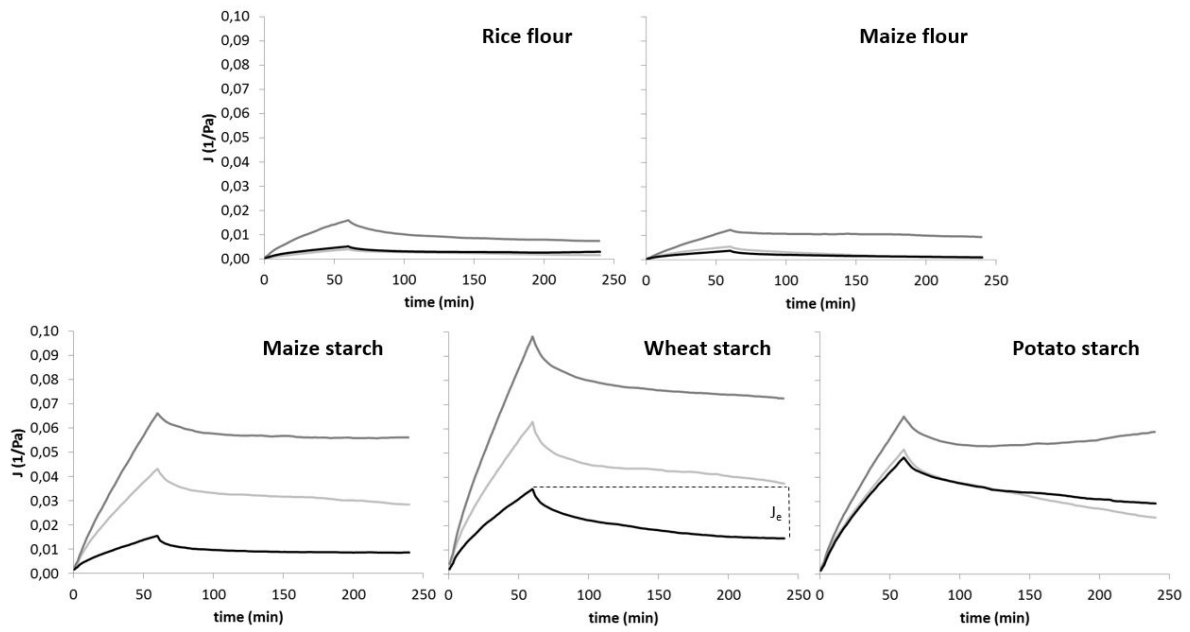 0,10
0,09
0,08
0,07
0,06
0,05
0,04
0,03
0,02
0,01
0,00
J (1/Pa)
Rice flour
0 50 100 150 200 250
time (min)
Maize flour
0 50 100 150 200 250
time (min)
0,10
0,09
0,08
0,07
0,06
0,05
0,04
0,03
0,02
0,01
0,00
J (1/Pa)
Maize starch
0 50 100 150 200 250
time (min)
Wheat starch
Je
0 50 100 150 200 250
time (min)
Potato starch
0 50 100 150 200 250
time (min)